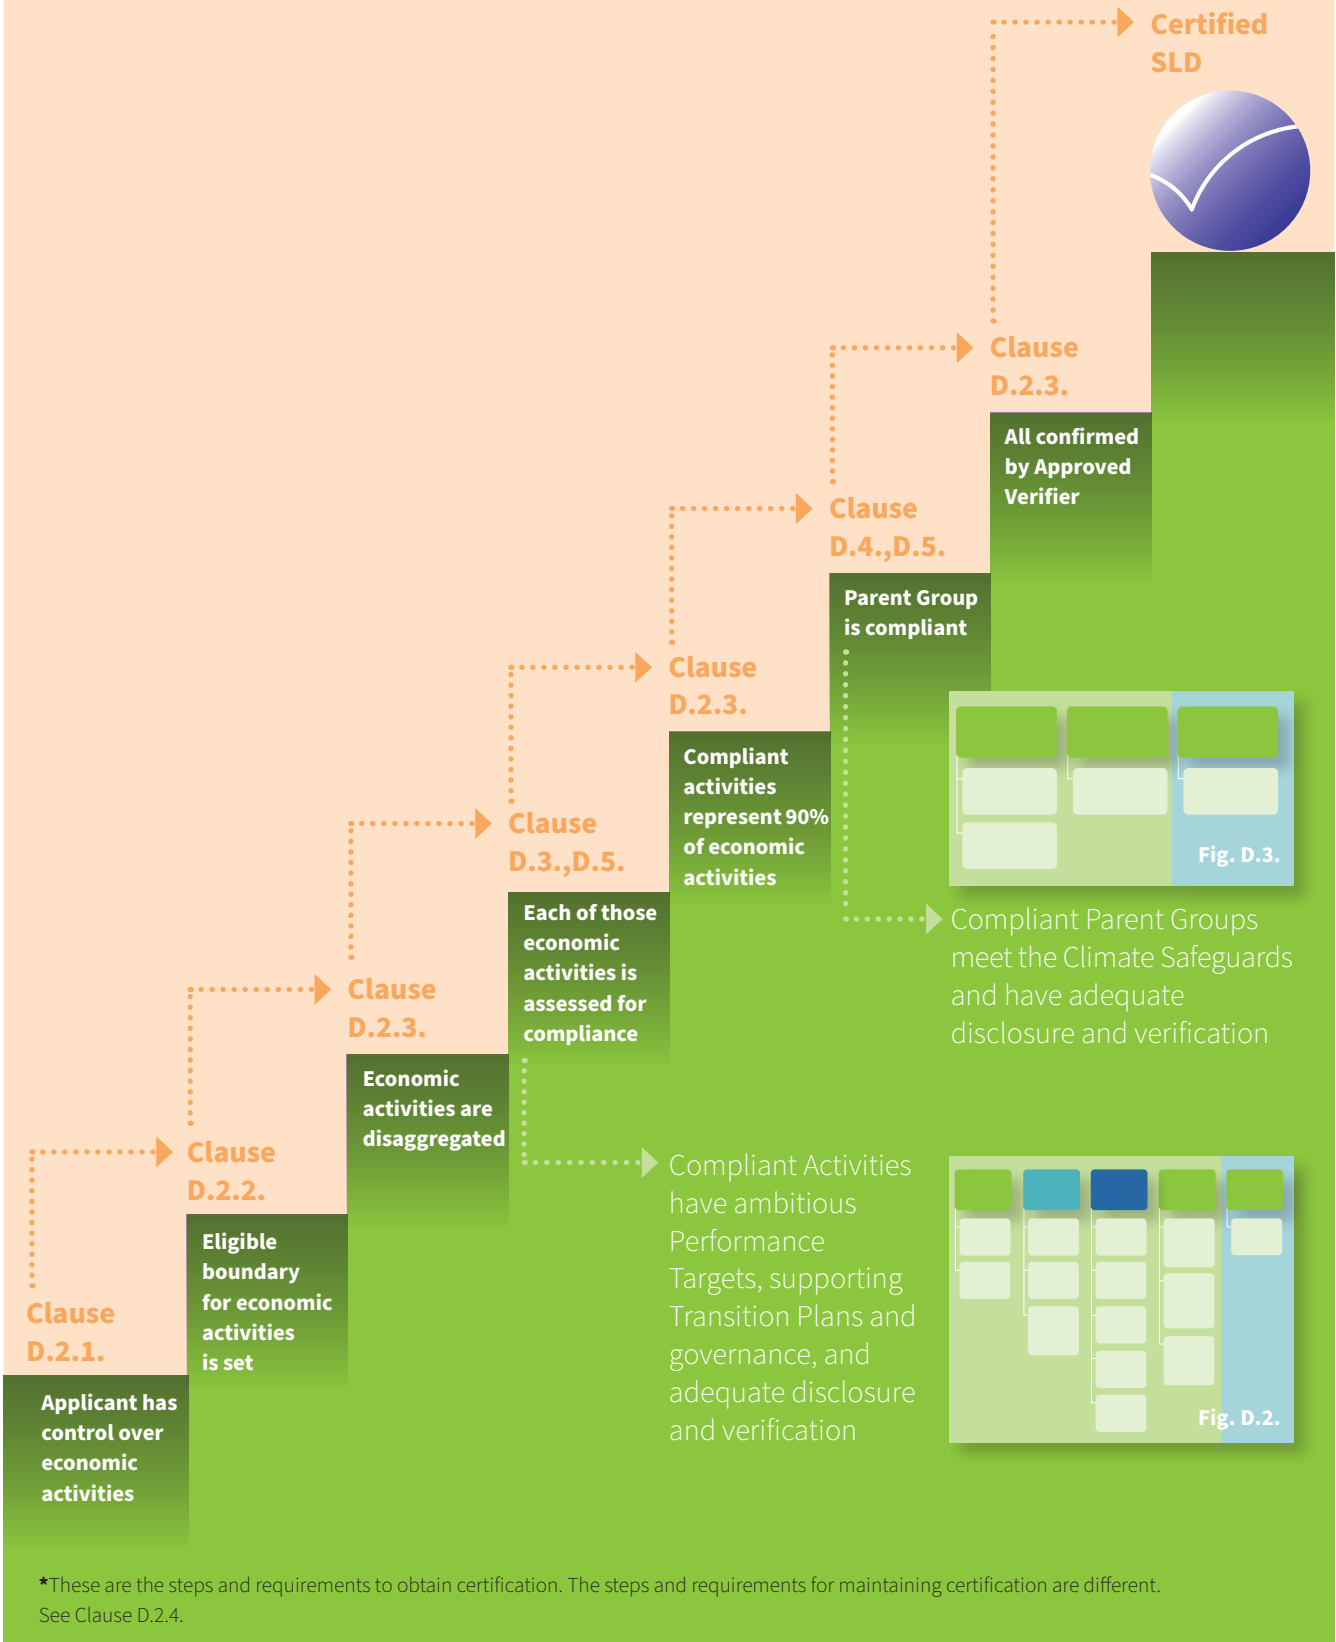 Certified
SLD
Clause
D.2.3.
All confirmed
by Approved
Verifier
Clause
D.4.,D.5.
Parent Group
is compliant
Clause
D.2.3.
Compliant
activities
represent 90%
of economic
activities
Fig. D.3.
Compliant Parent Groups
meet the Climate Safeguards
and have adequate
disclosure and verification
Clause
D.3.,D.5.
Each of those
economic
activities is
assessed for
compliance
Clause
D.2.3.
Economic
activities are
disaggregated
Compliant Activities
have ambitious
Performance
Targets, supporting
Transition Plans and
governance, and
adequate disclosure
and verification
Fig. D.2.
Clause
D.2.2.
Eligible
boundary
for economic
activities
is set
Clause
D.2.1.
Applicant has
control over
economic
activities
*These are the steps and requirements to obtain certification. The steps and requirements for maintaining certification are different.
See Clause D.2.4.